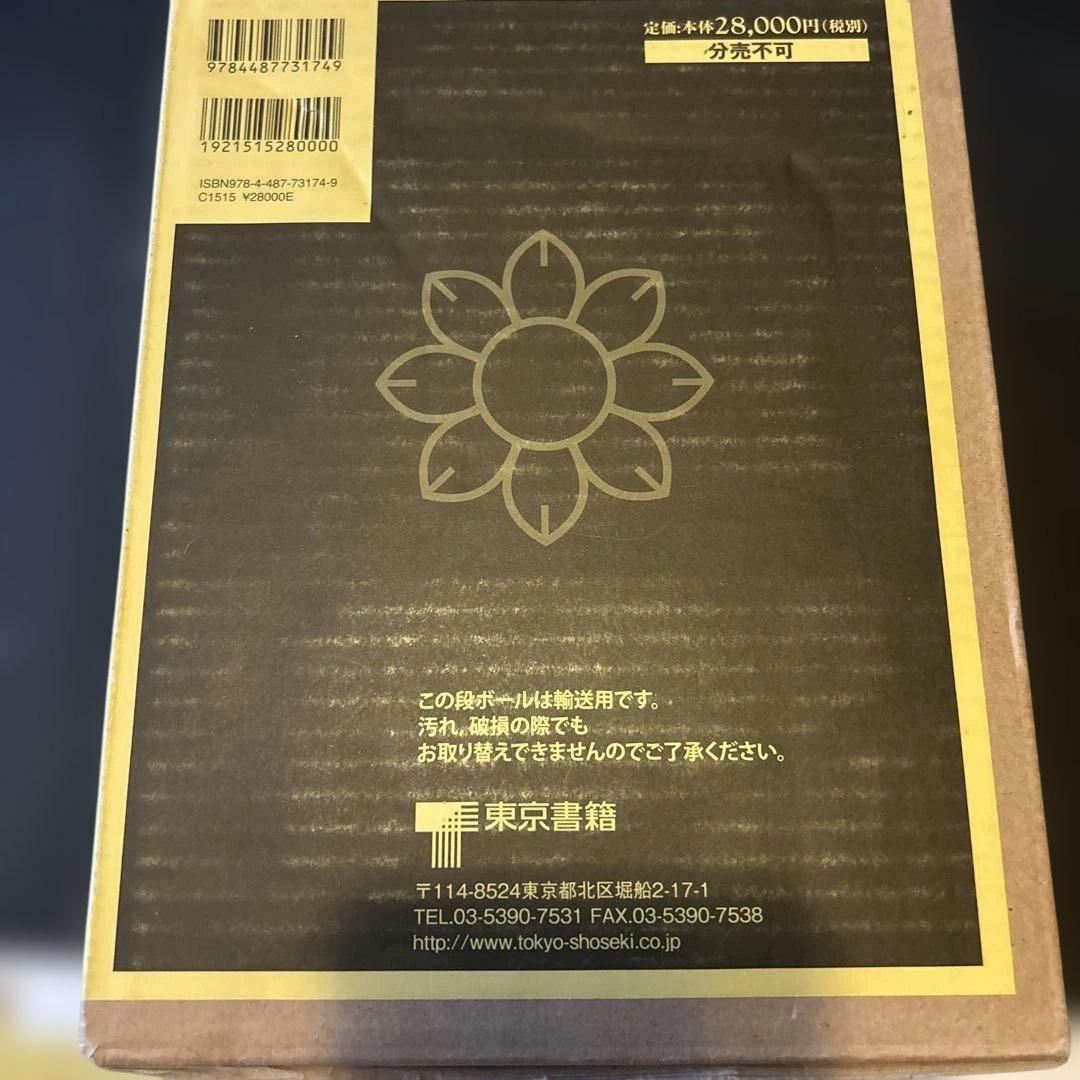 9784487731749
1921515280000
ISBN978-4-487-73174-9
C1515 ¥28000E
定価:本体28,000円(税別)
分売不可
この段ボールは輸送用です。
汚れ、破損の際でも
お取り替えできませんのでご了承ください。
東京書籍
〒114-8524東京都北区堀船2-17-1
TEL.03-5390-7531 FAX.03-5390-7538
http://www.tokyo-shoseki.co.jp